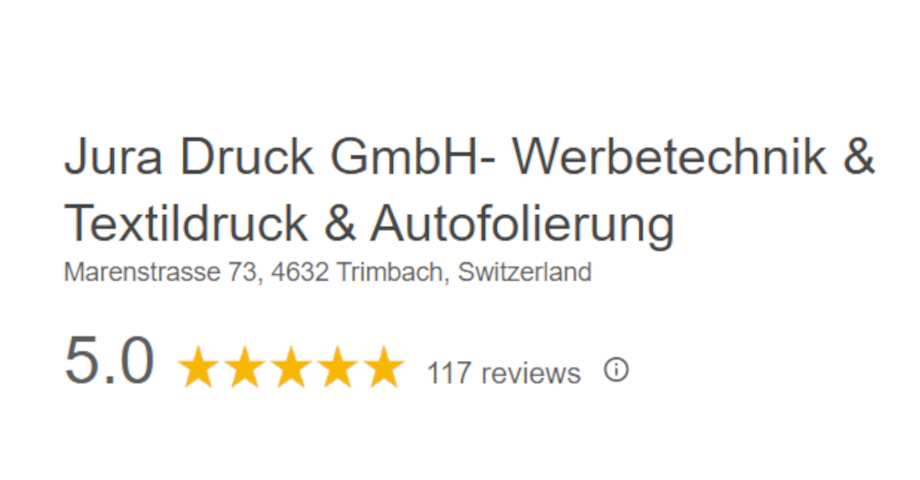 Jura Druck GmbH- Werbetechnik &
Textildruck & Autofolierung
Marenstrasse 73, 4632 Trimbach, Switzerland
5.0 117 reviews